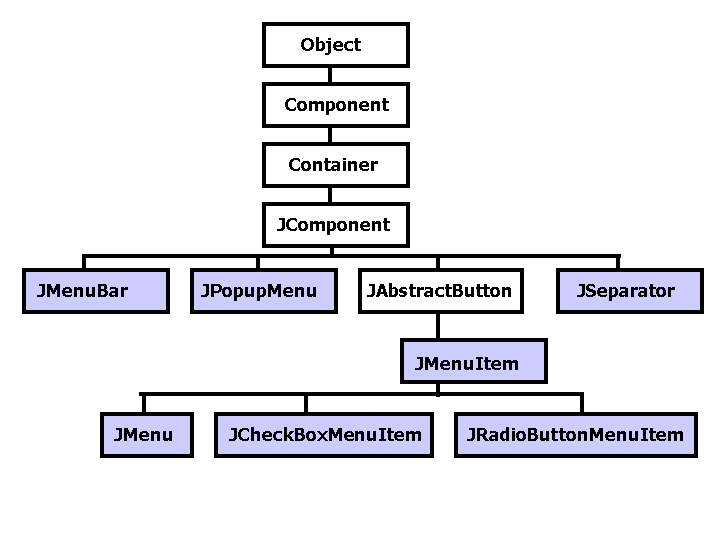 Object
Component
Container
JComponent
JMenuBar
JPopupMenu
JAbstractButton
JSeparator
JMenuItem
JMenu
JCheckBoxMenuItem
JRadioButtonMenuItem